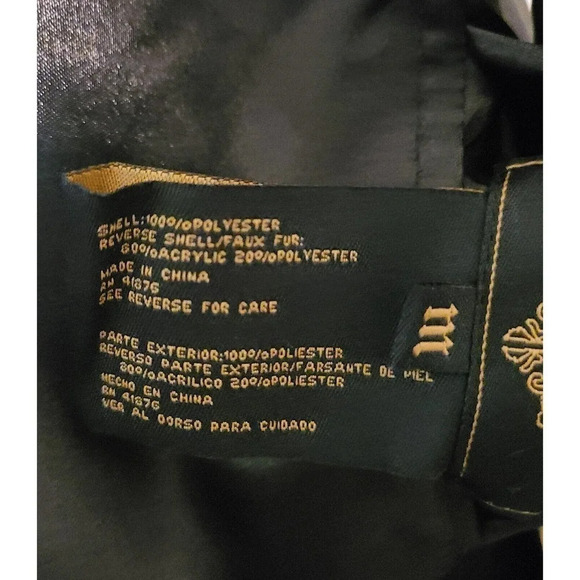 SHELL:100%POLYESTER
REVERSE SHELL/FAUX FUR:
80%ACRYLIC 20%POLYESTER
MADE IN CHINA
RN 41876
SEE REVERSE FOR CARE
PARTE EXTERIOR:100%POLIESTER
REVERSO PARTE EXTERIOR/FARSANTE DE PIEL
80%ACRILICO 20%POLIESTER
HECHO EN CHINA
RN 41876
VER AL DORSO PARA CUIDADO
m